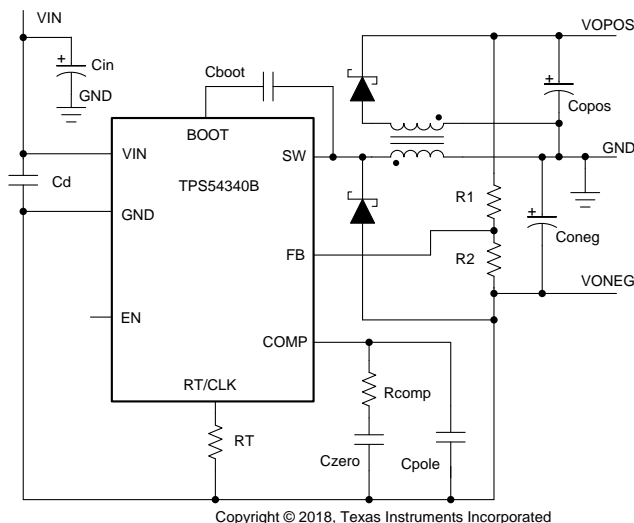 VIN
VOPOS
Cin
Cboot
Copos
GND
BOOT
VIN
SW
GND
TPS54340B
Cd
GND
R1
Coneg
FB
R2
VONEG
EN
COMP
RT/CLK
Rcomp
RT
Czero
Cpole
Copyright © 2018, Texas Instruments Incorporated